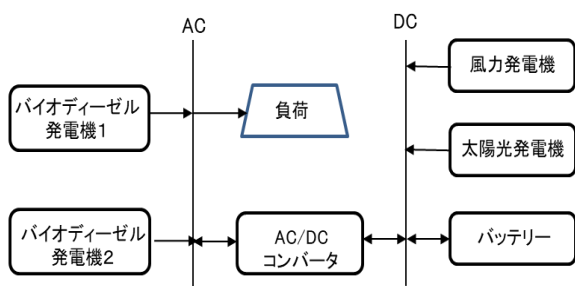 AC
DC
風力発電機
バイオディーゼル
発電機1
負荷
太陽光発電機
バイオディーゼル
発電機2
AC/DC
コンバータ
バッテリー